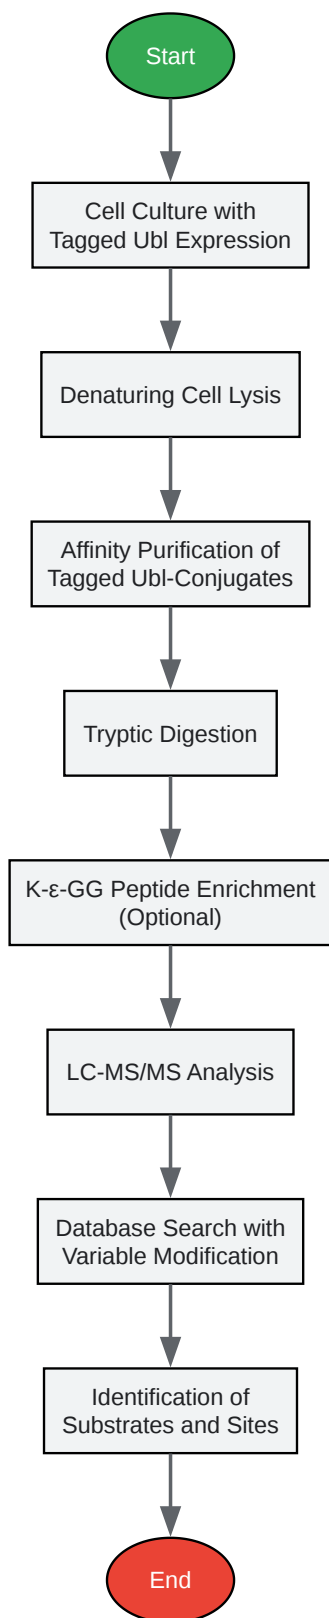 Start
Cell Culture with
Tagged Ubl Expression
Denaturing Cell Lysis
Affinity Purification of
Tagged Ubl-Conjugates
Tryptic Digestion
K-ε-GG Peptide Enrichment
(Optional)
LC-MS/MS Analysis
Database Search with
Variable Modification
Identification of
Substrates and Sites
End